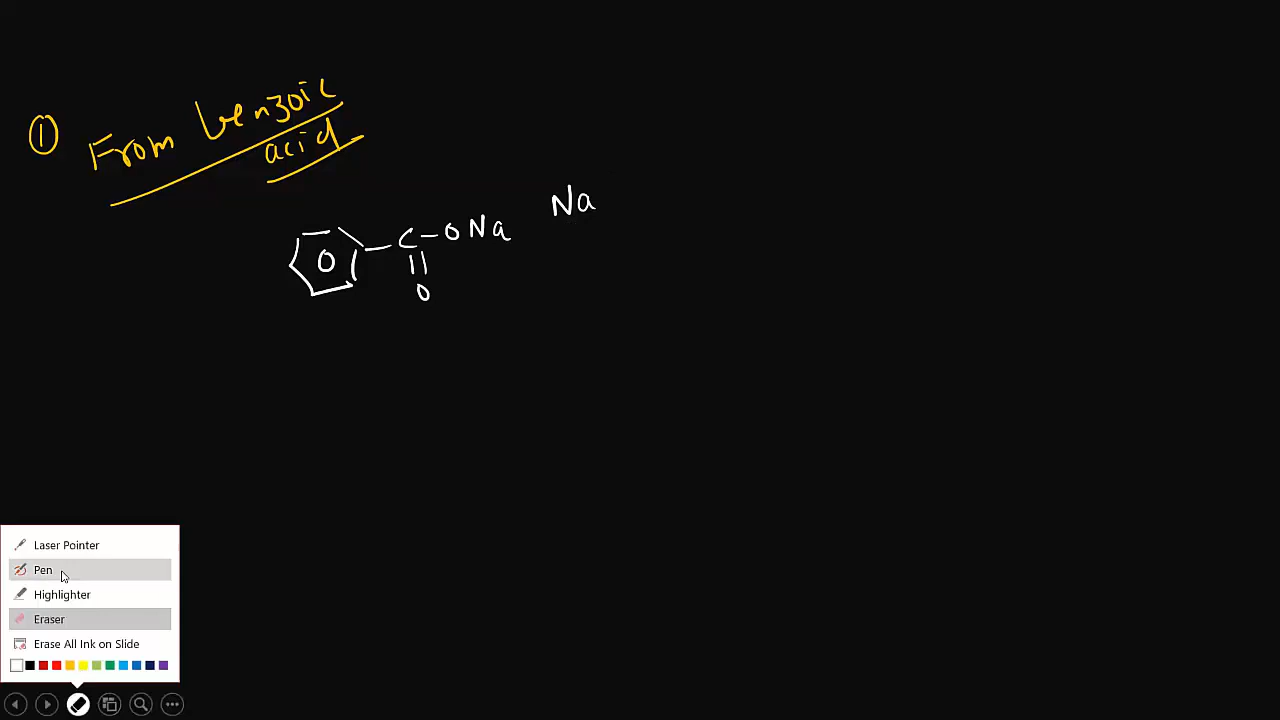 ① From benzoic
acid
Na
C-ONa
O
O
Laser Pointer
Pen
Highlighter
Eraser
Erase All Ink on Slide